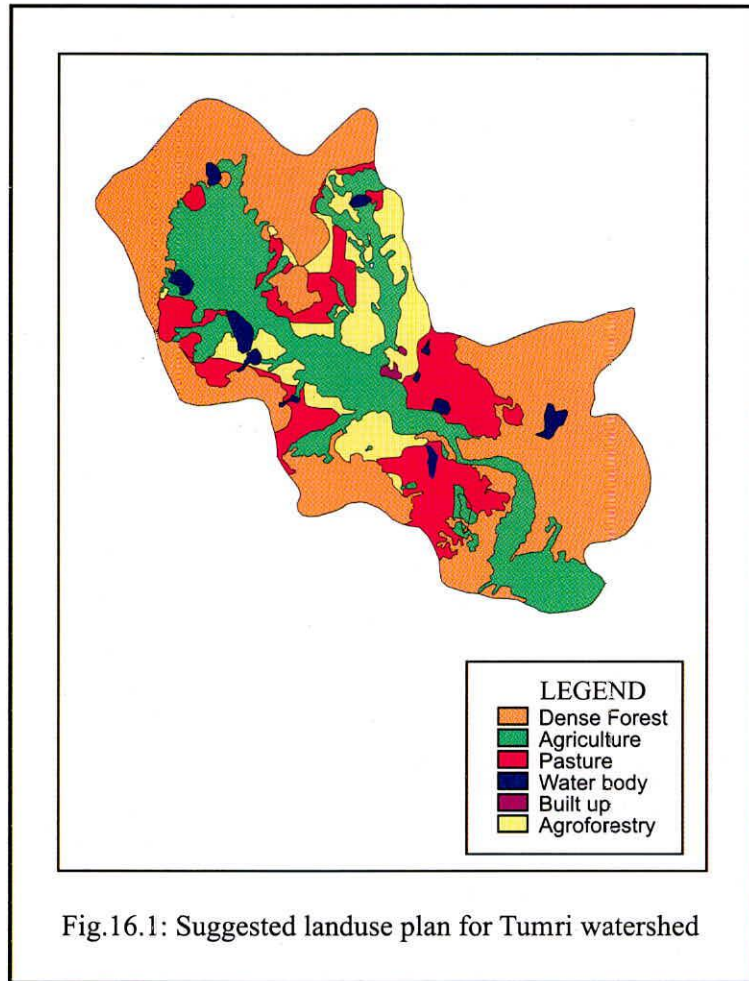 LEGEND
Dense Forest
Agriculture
Pasture
Water body
Built up
Agroforestry
Fig.16.1: Suggested landuse plan for Tumri watershed